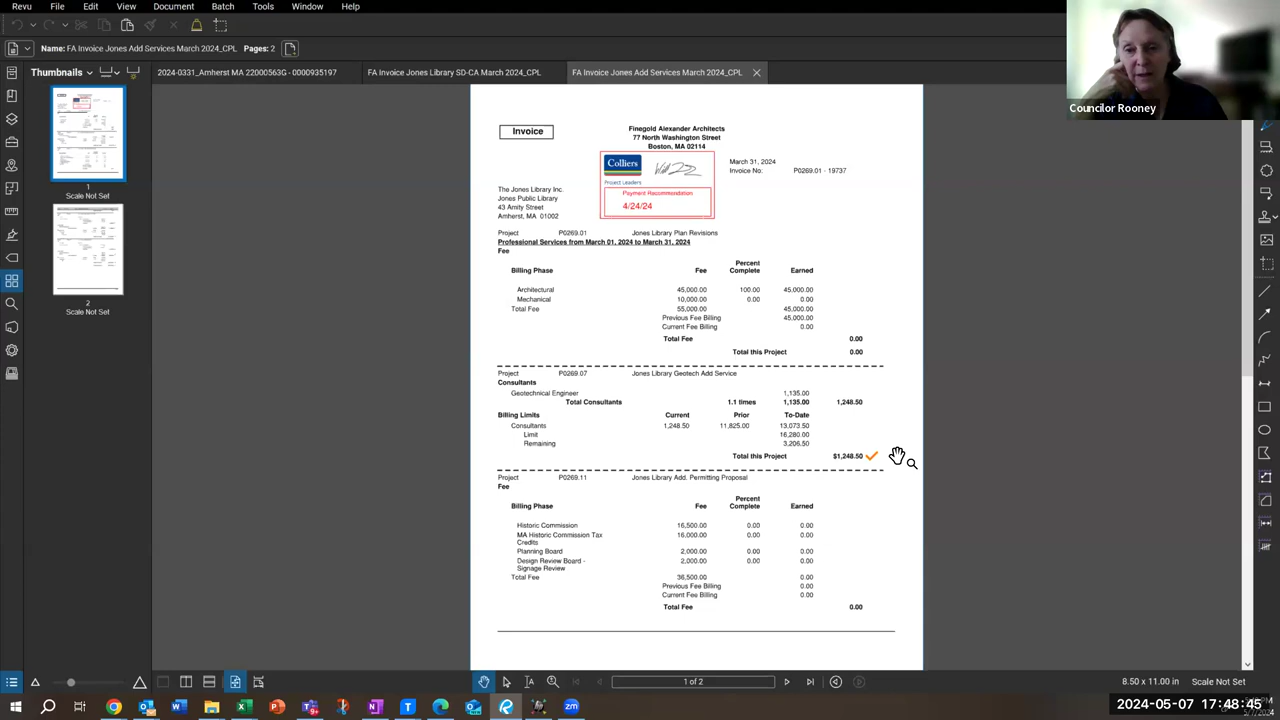 Revu File Edit View Document Batch Tools Window Help
Name: FA Invoice Jones Add Services March 2024_CPL Pages: 2
Thumbnails
2024-0331_Amherst MA 22000563G - 0000935197 FA Invoice Jones Library SD-CA March 2024_CPL FA Invoice Jones Add Services March 2024_CPL
Councilor Rooney
1
Scale Not Set
2
Scale Not Set
Invoice
Finegold Alexander Architects
77 North Washington Street
Boston, MA 02114
Colliers
Project Leaders
Payment Recommendation
4/24/24
March 31, 2024
Invoice No: P0269.01 - 19737
The Jones Library Inc.
Jones Public Library
43 Amity Street
Amherst, MA 01002
Project P0269.01 Jones Library Plan Revisions
Professional Services from March 01, 2024 to March 31, 2024
Fee
Billing Phase Fee Percent Complete Earned
Architectural 45,000.00 100.00 45,000.00
Mechanical 10,000.00 0.00 0.00
Total Fee 55,000.00 45,000.00
Previous Fee Billing 45,000.00
Current Fee Billing 0.00
Total Fee 0.00
Total this Project 0.00
Project P0269.07 Jones Library Geotech Add Service
Consultants
Geotechnical Engineer 1,135.00
Total Consultants 1.1 times 1,135.00 1,248.50
Billing Limits Current Prior To-Date
Consultants 1,248.50 11,825.00 13,073.50
Limit 16,280.00
Remaining 3,206.50
Total this Project $1,248.50
Project P0269.11 Jones Library Add. Permitting Proposal
Fee
Billing Phase Fee Percent Complete Earned
Historic Commission 16,500.00 0.00 0.00
MA Historic Commission Tax Credits 16,000.00 0.00 0.00
Planning Board 2,000.00 0.00 0.00
Design Review Board - Signage Review 2,000.00 0.00 0.00
Total Fee 36,500.00 0.00
Previous Fee Billing 0.00
Current Fee Billing 0.00
Total Fee 0.00
1 of 2
8.50 x 11.00 in Scale Not Set
2024-05-07 17:48:45